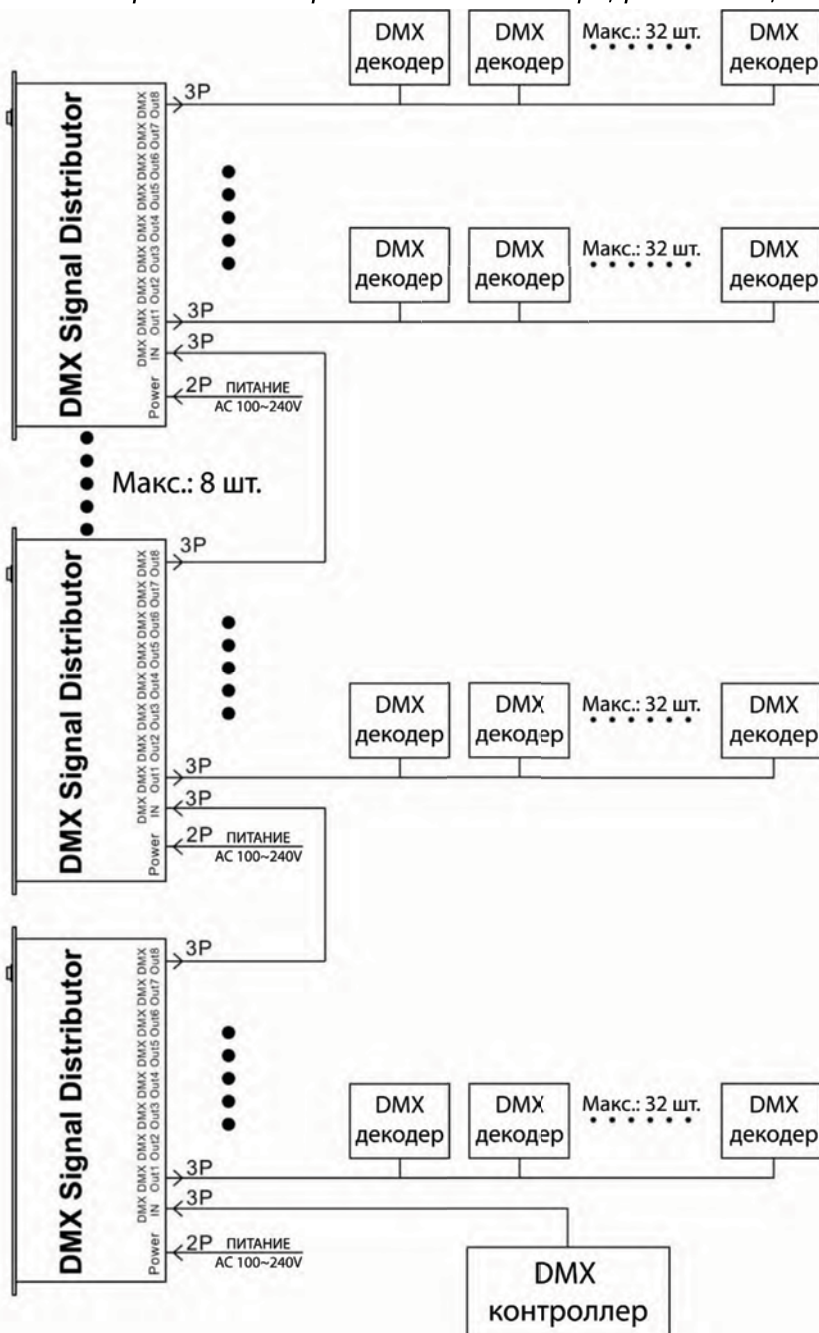 DMX декодер
DMX декодер
Макс.: 32 шт.
DMX декодер
DMX Signal Distributor
DMX Out8
DMX Out7
DMX Out6
DMX Out5
DMX Out4
DMX Out3
DMX Out2
DMX Out1
DMX IN
Power
3P
3P
3P
2P ПИТАНИЕ
AC 100~240V
DMX декодер
DMX декодер
Макс.: 32 шт.
DMX декодер
Макс.: 8 шт.
DMX Signal Distributor
DMX Out8
DMX Out7
DMX Out6
DMX Out5
DMX Out4
DMX Out3
DMX Out2
DMX Out1
DMX IN
Power
3P
3P
3P
2P ПИТАНИЕ
AC 100~240V
DMX декодер
DMX декодер
Макс.: 32 шт.
DMX декодер
DMX Signal Distributor
DMX Out8
DMX Out7
DMX Out6
DMX Out5
DMX Out4
DMX Out3
DMX Out2
DMX Out1
DMX IN
Power
3P
3P
3P
2P ПИТАНИЕ
AC 100~240V
DMX декодер
DMX декодер
Макс.: 32 шт.
DMX декодер
DMX
контроллер